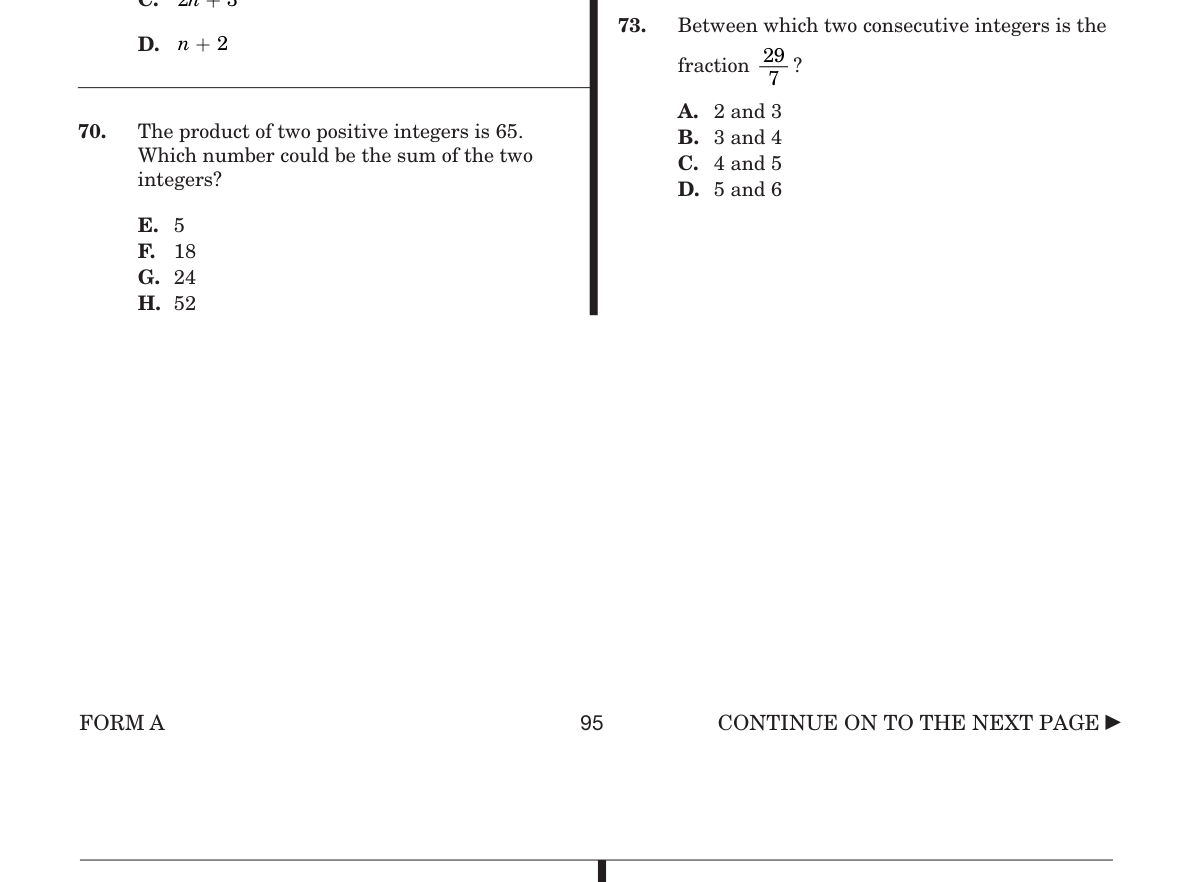 C. 2n + 3
D. n + 2
70. The product of two positive integers is 65.
Which number could be the sum of the two
integers?
E. 5
F. 18
G. 24
H. 52
73. Between which two consecutive integers is the
fraction 29/7 ?
A. 2 and 3
B. 3 and 4
C. 4 and 5
D. 5 and 6
FORM A
95
CONTINUE ON TO THE NEXT PAGE ►